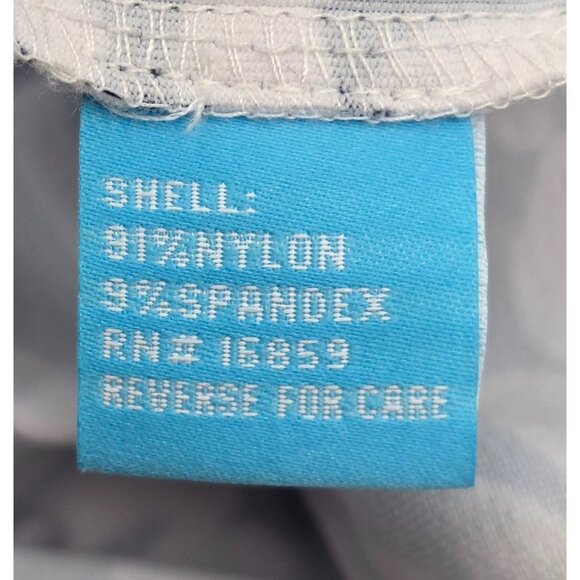 SHELL:
91%NYLON
9%SPANDEX
RN# 16859
REVERSE FOR CARE